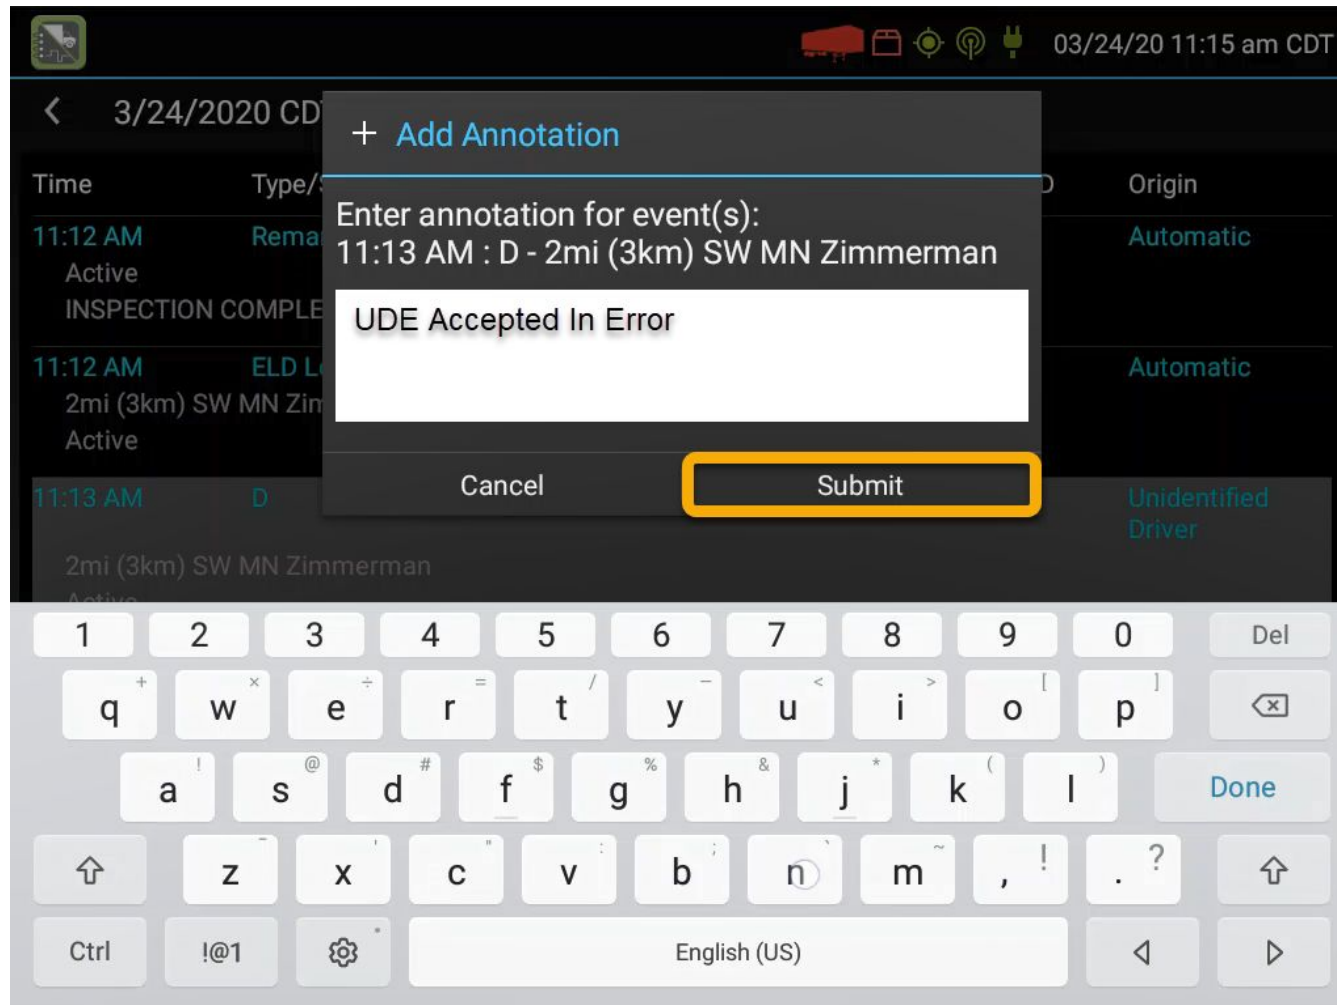 03/24/20 11:15 am CDT
3/24/2020 CD
+ Add Annotation
Time Type/ Origin
Enter annotation for event(s):
11:13 AM : D - 2mi (3km) SW MN Zimmerman
11:12 AM Rema Automatic
Active
INSPECTION COMPLE
UDE Accepted In Error
11:12 AM ELD L Automatic
2mi (3km) SW MN Zim
Active
Cancel Submit
11:13 AM D Unidentified
Driver
2mi (3km) SW MN Zimmerman
Active
1 2 3 4 5 6 7 8 9 0 Del
q + w × e ÷ r = t / y _ u < i > o [ p ]
a ! s @ d # f $ g % h & j * k ( l ) Done
z - x ' c " v : b ; n ` m ~ , ! . ?
Ctrl !@1 English (US)